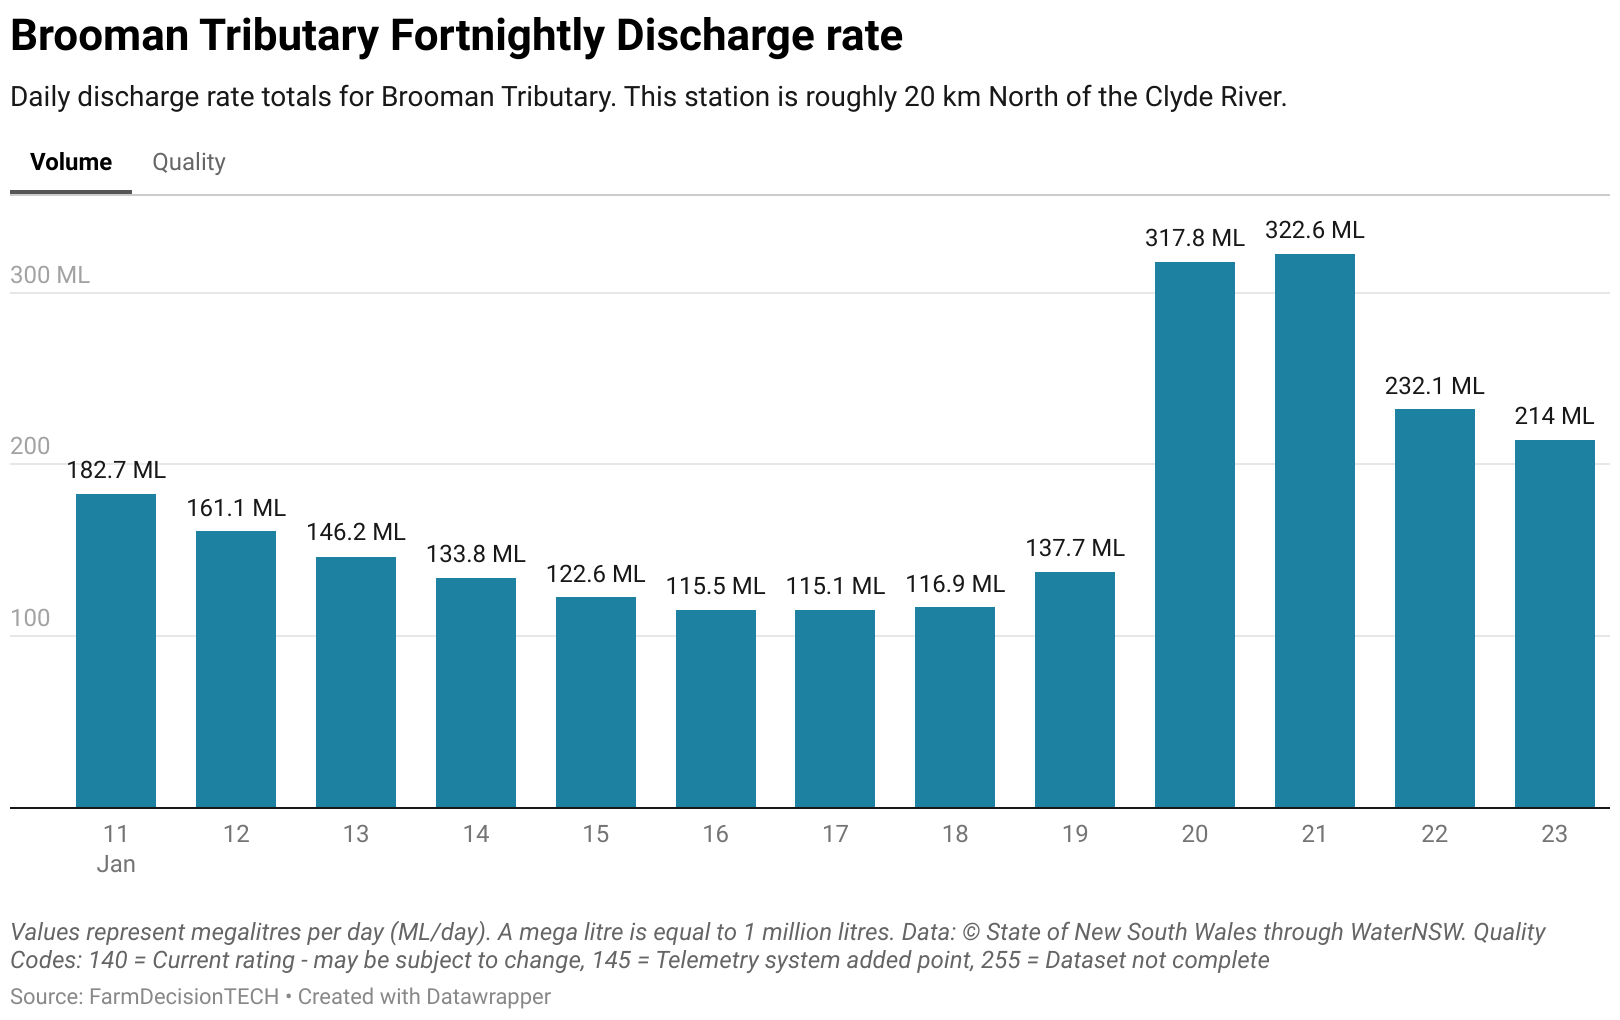 Brooman Tributary Fortnightly Discharge rate
Daily discharge rate totals for Brooman Tributary. This station is roughly 20 km North of the Clyde River.
Volume Quality
300 ML
200
100
182.7 ML
161.1 ML
146.2 ML
133.8 ML
122.6 ML
115.5 ML
115.1 ML
116.9 ML
137.7 ML
317.8 ML
322.6 ML
232.1 ML
214 ML
11 12 13 14 15 16 17 18 19 20 21 22 23
Jan
Values represent megalitres per day (ML/day). A mega litre is equal to 1 million litres. Data: © State of New South Wales through WaterNSW. Quality
Codes: 140 = Current rating - may be subject to change, 145 = Telemetry system added point, 255 = Dataset not complete
Source: FarmDecisionTECH • Created with Datawrapper